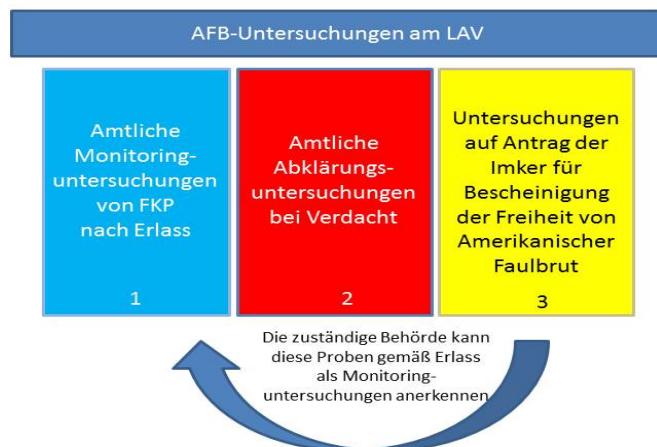 AFB-Untersuchungen am LAV
Amtliche
Monitoring-
untersuchungen
von FKP
nach Erlass
1
Amtliche
Abklärungs-
untersuchungen
bei Verdacht
2
Untersuchungen
auf Antrag der
Imker für
Bescheinigung
der Freiheit von
Amerikanischer
Faulbrut
3
Die zuständige Behörde kann
diese Proben gemäß Erlass
als Monitoring-
untersuchungen anerkennen